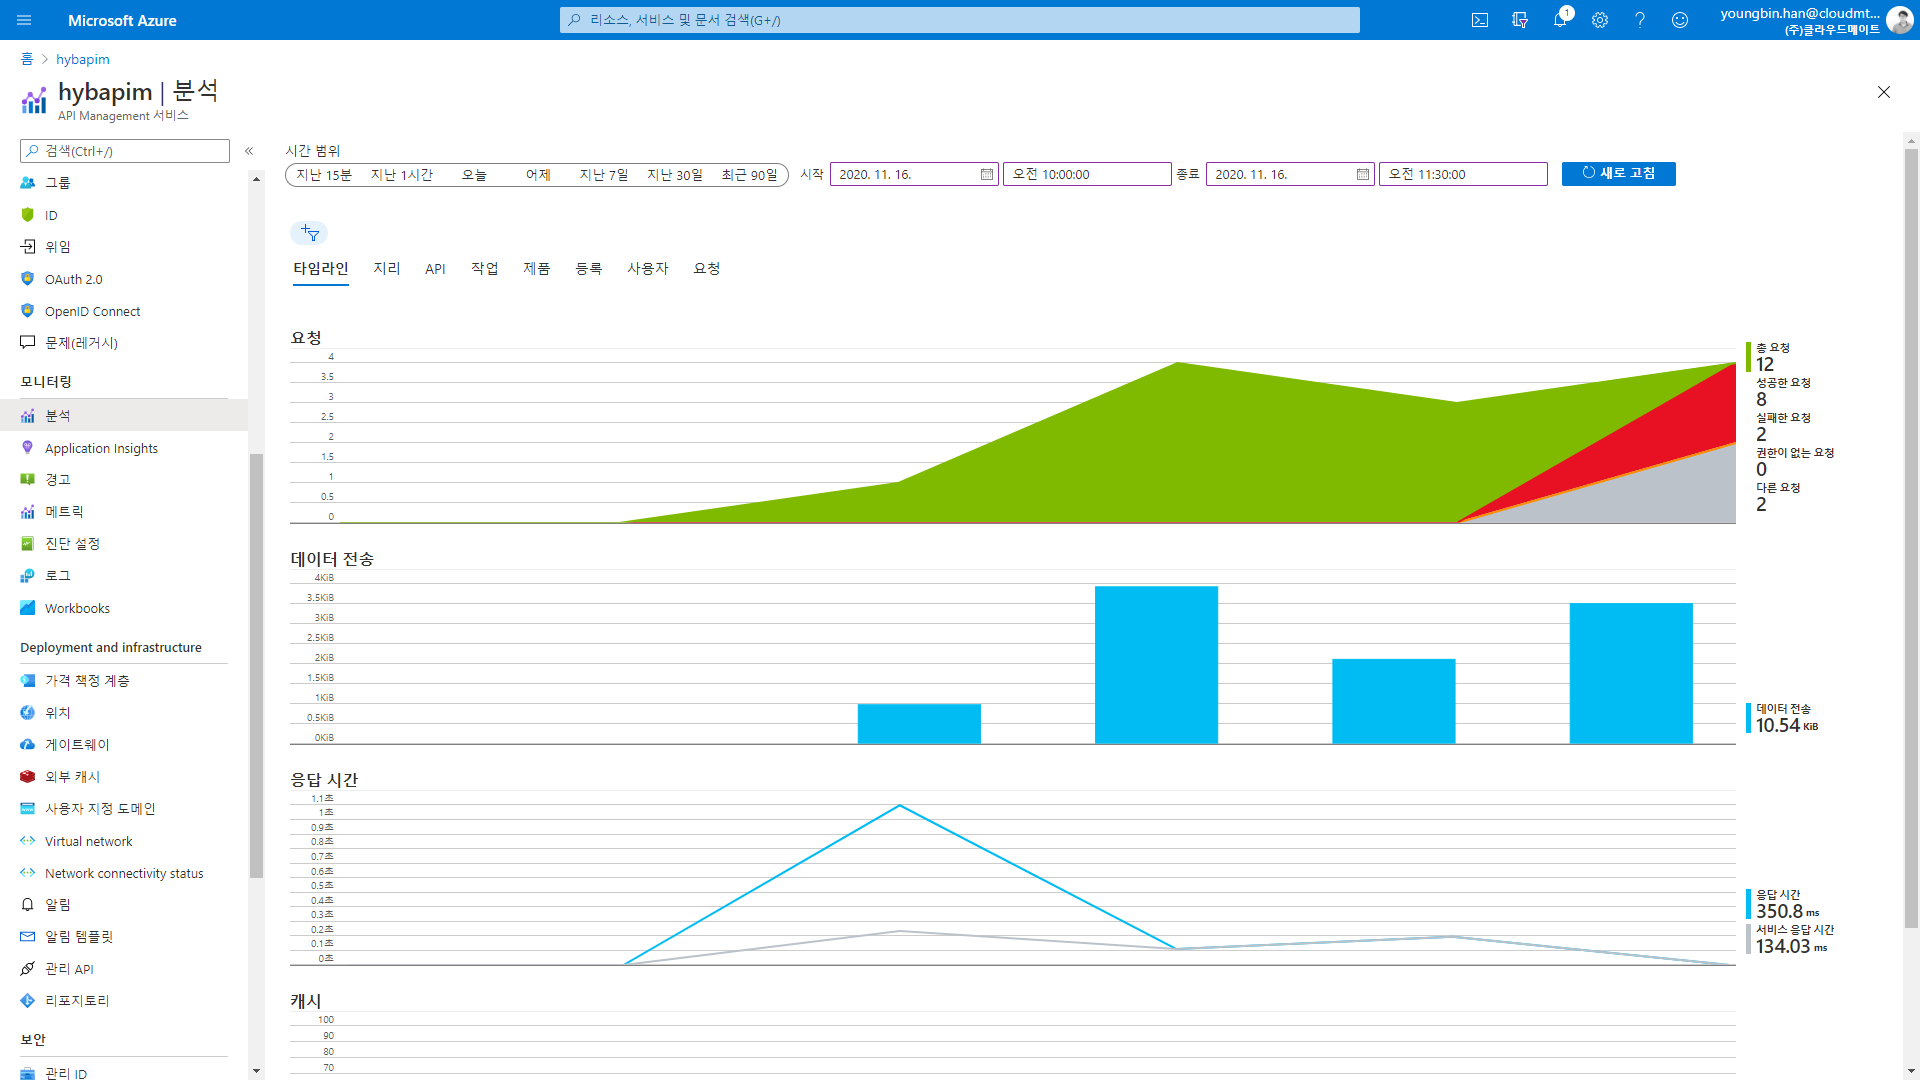 Microsoft Azure
리소스, 서비스 및 문서 검색(G+/)
1
youngbin.han@cloudmt...
(주)클라우드메이트
홈 > hybapim
hybapim | 분석
API Management 서비스
검색(Ctrl+/)
«
그룹
ID
위임
OAuth 2.0
OpenID Connect
문제(레거시)
모니터링
분석
Application Insights
경고
메트릭
진단 설정
로그
Workbooks
Deployment and infrastructure
가격 책정 계층
위치
게이트웨이
외부 캐시
사용자 지정 도메인
Virtual network
Network connectivity status
알림
알림 템플릿
관리 API
리포지토리
보안
관리 ID
시간 범위
지난 15분 지난 1시간 오늘 어제 지난 7일 지난 30일 최근 90일 시작 2020. 11. 16. 오전 10:00:00 종료 2020. 11. 16. 오전 11:30:00 새로 고침
타임라인 지리 API 작업 제품 등록 사용자 요청
요청
4
3.5
3
2.5
2
1.5
1
0.5
0
총 요청
12
성공한 요청
8
실패한 요청
2
권한이 없는 요청
0
다른 요청
2
데이터 전송
4KiB
3.5KiB
3KiB
2.5KiB
2KiB
1.5KiB
1KiB
0.5KiB
0KiB
데이터 전송
10.54 KiB
응답 시간
1.1초
1초
0.9초
0.8초
0.7초
0.6초
0.5초
0.4초
0.3초
0.2초
0.1초
0초
응답 시간
350.8 ms
서비스 응답 시간
134.03 ms
캐시
100
90
80
70